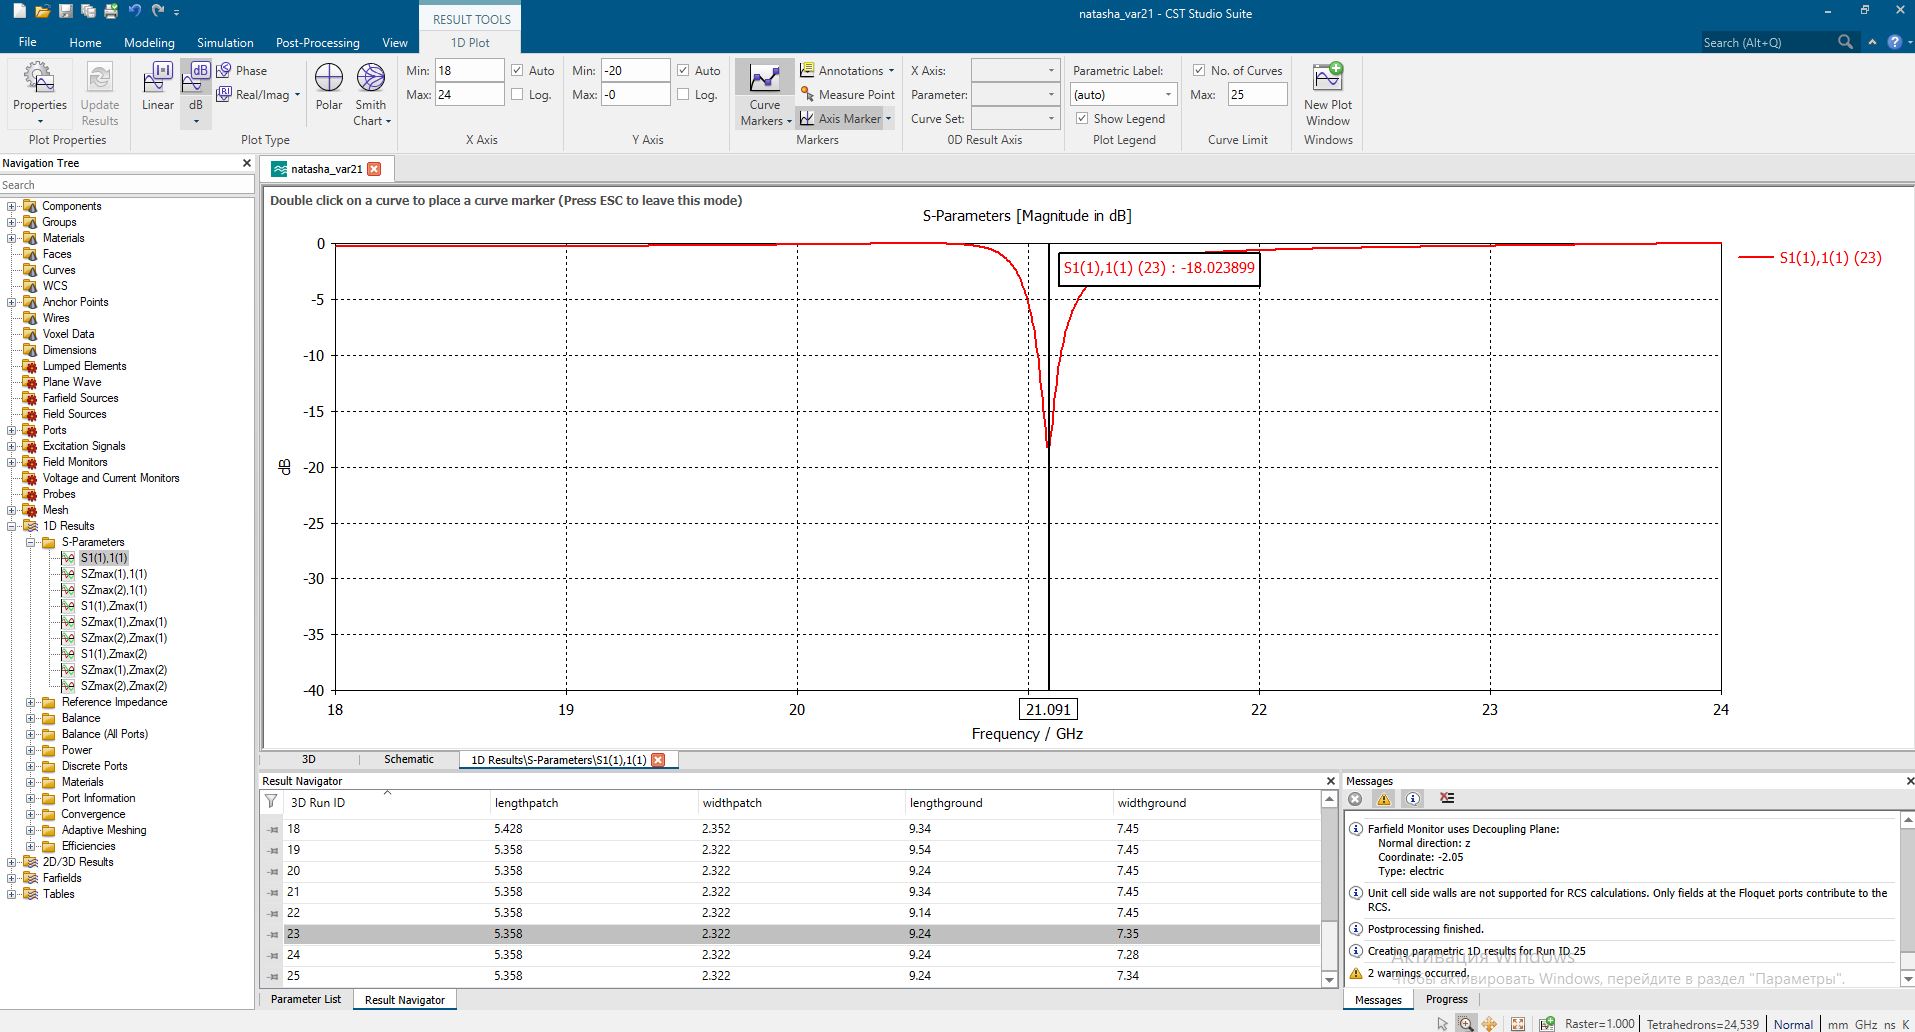 natasha_var21 - CST Studio Suite
RESULT TOOLS
File Home Modeling Simulation Post-Processing View 1D Plot
Search (Alt+Q)
Properties
Update Results
Plot Properties
Linear
dB
Phase
Real/Imag
Polar
Smith Chart
Plot Type
Min: 18 Auto
Max: 24 Log.
X Axis
Min: -20 Auto
Max: -0 Log.
Y Axis
Curve Markers
Annotations
Measure Point
Axis Marker
Markers
X Axis:
Parameter:
Curve Set:
0D Result Axis
Parametric Label:
(auto)
Show Legend
Plot Legend
No. of Curves
Max: 25
Curve Limit
New Plot Window
Windows
Navigation Tree
Search
Components
Groups
Materials
Faces
Curves
WCS
Anchor Points
Wires
Voxel Data
Dimensions
Lumped Elements
Plane Wave
Farfield Sources
Field Sources
Ports
Excitation Signals
Field Monitors
Voltage and Current Monitors
Probes
Mesh
1D Results
S-Parameters
S1(1),1(1)
SZmax(1),1(1)
SZmax(2),1(1)
S1(1),Zmax(1)
SZmax(1),Zmax(1)
SZmax(2),Zmax(1)
S1(1),Zmax(2)
SZmax(1),Zmax(2)
SZmax(2),Zmax(2)
Reference Impedance
Balance
Balance (All Ports)
Power
Discrete Ports
Materials
Port Information
Convergence
Adaptive Meshing
Efficiencies
2D/3D Results
Farfields
Tables
natasha_var21
Double click on a curve to place a curve marker (Press ESC to leave this mode)
S-Parameters [Magnitude in dB]
S1(1),1(1) (23) : -18.023899
S1(1),1(1) (23)
0
-5
-10
-15
-20
-25
-30
-35
-40
dB
18 19 20 21.091 22 23 24
Frequency / GHz
3D Schematic 1D Results\S-Parameters\S1(1),1(1)
Result Navigator
3D Run ID lengthpatch widthpatch lengthground widthground
18 5.428 2.352 9.34 7.45
19 5.358 2.322 9.54 7.45
20 5.358 2.322 9.24 7.45
21 5.358 2.322 9.34 7.45
22 5.358 2.322 9.14 7.45
23 5.358 2.322 9.24 7.35
24 5.358 2.322 9.24 7.28
25 5.358 2.322 9.24 7.34
Parameter List Result Navigator
Messages
Farfield Monitor uses Decoupling Plane:
Normal direction: z
Coordinate: -2.05
Type: electric
Unit cell side walls are not supported for RCS calculations. Only fields at the Floquet ports contribute to the
RCS.
Postprocessing finished.
Creating parametric 1D results for Run ID 25
Активация Windows
2 warnings occurred.
Чтобы активировать Windows, перейдите в раздел "Параметры".
Messages Progress
Raster=1.000 Tetrahedrons=24,539 Normal mm GHz ns K